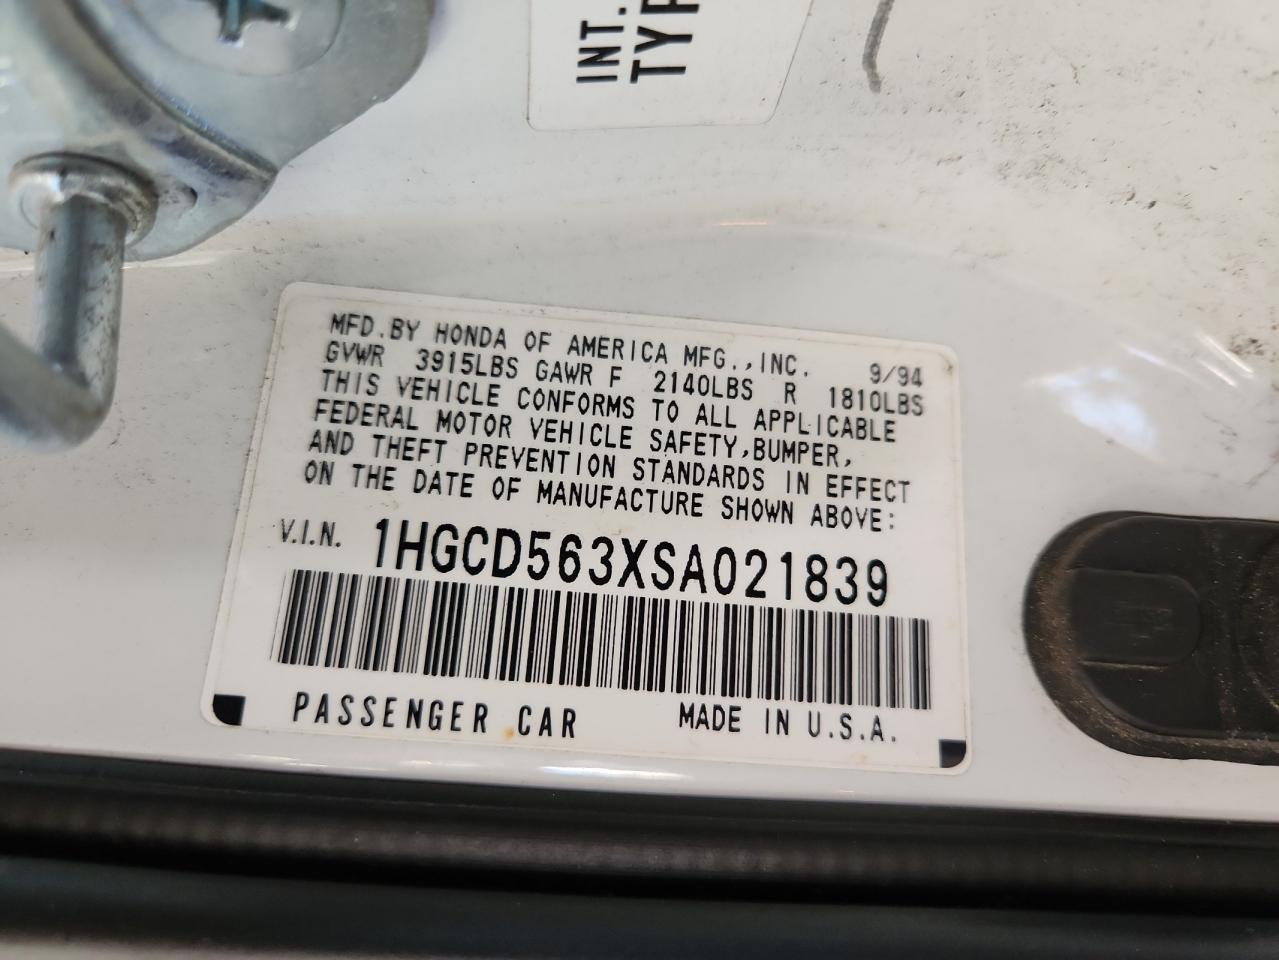 INT.
TYP
MFD.BY HONDA OF AMERICA MFG.,INC. 9/94
GVWR 3915LBS GAWR F 2140LBS R 1810LBS
THIS VEHICLE CONFORMS TO ALL APPLICABLE
FEDERAL MOTOR VEHICLE SAFETY,BUMPER,
AND THEFT PREVENTION STANDARDS IN EFFECT
ON THE DATE OF MANUFACTURE SHOWN ABOVE:
V.I.N. 1HGCD563XSA021839
PASSENGER CAR MADE IN U.S.A.